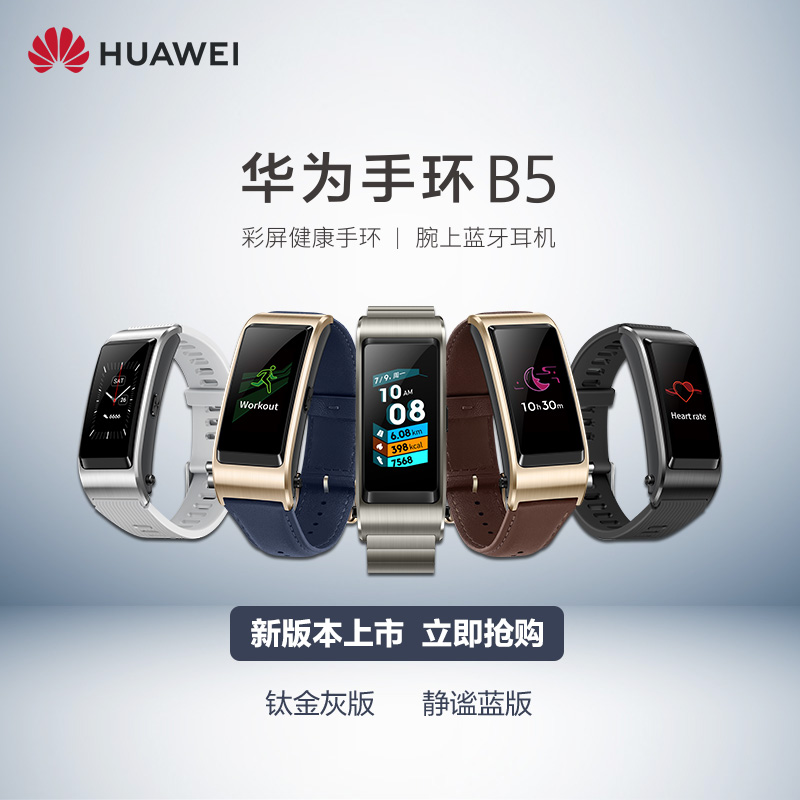 HUAWEI
华为手环 B5
彩屏健康手环 | 腕上蓝牙耳机
SAT
26
6666
Workout
7/9, 周一
10 AM
08
6.08 km
398 kcal
7568
10h30m
Heart rate
新版本上市 立即抢购
钛金灰版 静谧蓝版